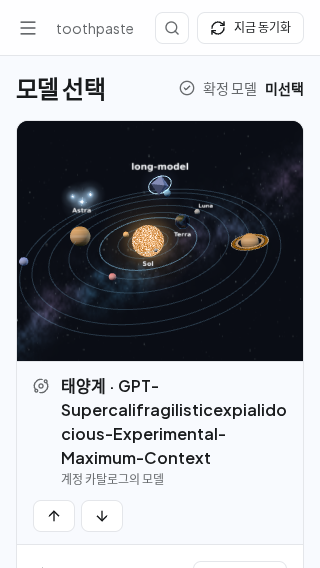 toothpaste
지금 동기화
모델 선택
확정 모델 미선택
long-model
Astra
Luna
Terra
Sol
태양계 · GPT-
Supercalifragilisticexpialido
cious-Experimental-
Maximum-Context
계정 카탈로그의 모델